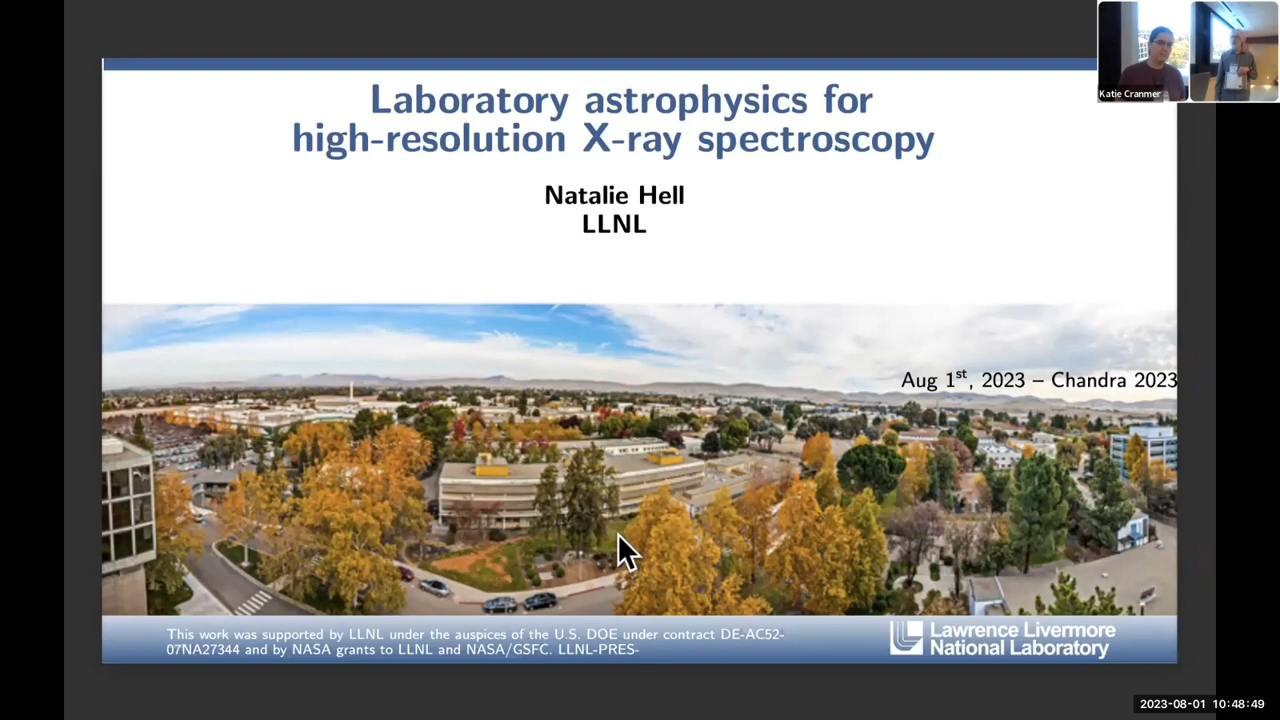 Katie Cranmer
Laboratory astrophysics for
high-resolution X-ray spectroscopy
Natalie Hell
LLNL
Aug 1st, 2023 – Chandra 2023
This work was supported by LLNL under the auspices of the U.S. DOE under contract DE-AC52-
07NA27344 and by NASA grants to LLNL and NASA/GSFC. LLNL-PRES-
Lawrence Livermore
National Laboratory
2023-08-01 10:48:49